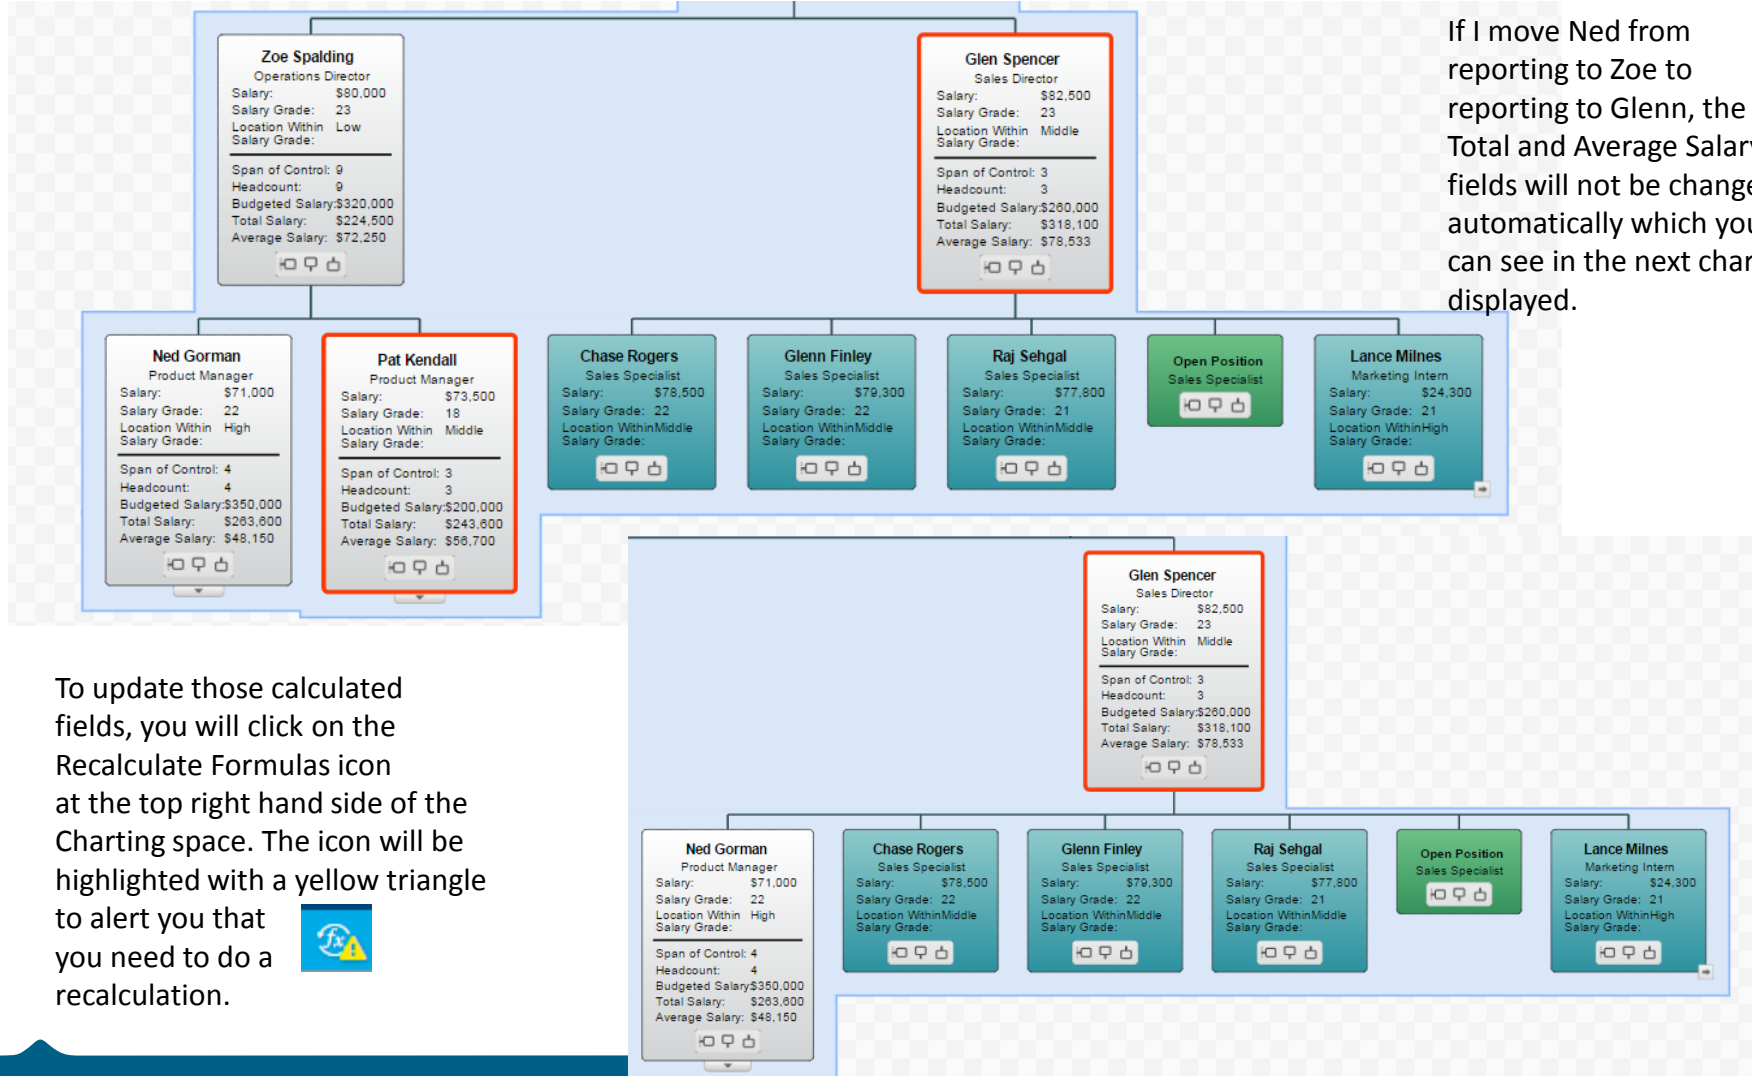 Zoe Spalding
Operations Director
Salary: $80,000
Salary Grade: 23
Location Within Low
Salary Grade:
Span of Control: 9
Headcount: 9
Budgeted Salary:$320,000
Total Salary: $224,500
Average Salary: $72,250
Glen Spencer
Sales Director
Salary: $82,500
Salary Grade: 23
Location Within Middle
Salary Grade:
Span of Control: 3
Headcount: 3
Budgeted Salary:$260,000
Total Salary: $318,100
Average Salary: $78,533
If I move Ned from
reporting to Zoe to
reporting to Glenn, the
Total and Average Salary
fields will not be change
automatically which you
can see in the next char
displayed.
Ned Gorman
Product Manager
Salary: $71,000
Salary Grade: 22
Location Within High
Salary Grade:
Span of Control: 4
Headcount: 4
Budgeted Salary:$350,000
Total Salary: $263,600
Average Salary: $48,150
Pat Kendall
Product Manager
Salary: $73,500
Salary Grade: 18
Location Within Middle
Salary Grade:
Span of Control: 3
Headcount: 3
Budgeted Salary:$200,000
Total Salary: $243,600
Average Salary: $56,700
Chase Rogers
Sales Specialist
Salary: $78,500
Salary Grade: 22
Location WithinMiddle
Salary Grade:
Glenn Finley
Sales Specialist
Salary: $79,300
Salary Grade: 22
Location WithinMiddle
Salary Grade:
Raj Sehgal
Sales Specialist
Salary: $77,800
Salary Grade: 21
Location WithinMiddle
Salary Grade:
Open Position
Sales Specialist
Lance Milnes
Marketing Intern
Salary: $24,300
Salary Grade: 21
Location WithinHigh
Salary Grade:
To update those calculated
fields, you will click on the
Recalculate Formulas icon
at the top right hand side of the
Charting space. The icon will be
highlighted with a yellow triangle
to alert you that
you need to do a
recalculation.
fx
Glen Spencer
Sales Director
Salary: $82,500
Salary Grade: 23
Location Within Middle
Salary Grade:
Span of Control: 3
Headcount: 3
Budgeted Salary:$260,000
Total Salary: $318,100
Average Salary: $78,533
Ned Gorman
Product Manager
Salary: $71,000
Salary Grade: 22
Location Within High
Salary Grade:
Span of Control: 4
Headcount: 4
Budgeted Salary:$350,000
Total Salary: $263,600
Average Salary: $48,150
Chase Rogers
Sales Specialist
Salary: $78,500
Salary Grade: 22
Location WithinMiddle
Salary Grade:
Glenn Finley
Sales Specialist
Salary: $79,300
Salary Grade: 22
Location WithinMiddle
Salary Grade:
Raj Sehgal
Sales Specialist
Salary: $77,800
Salary Grade: 21
Location WithinMiddle
Salary Grade:
Open Position
Sales Specialist
Lance Milnes
Marketing Intern
Salary: $24,300
Salary Grade: 21
Location WithinHigh
Salary Grade: